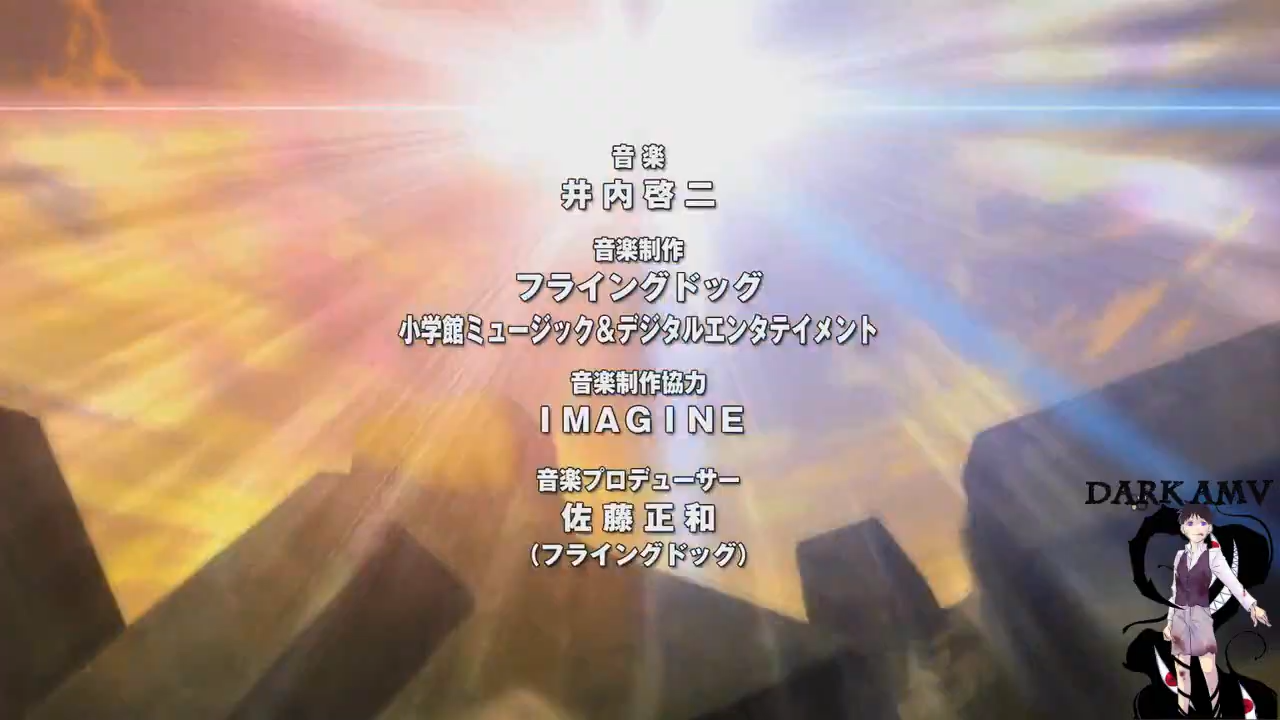 音楽
井内啓二
音楽制作
フライングドッグ
小学館ミュージック&デジタルエンタテイメント
音楽制作協力
IMAGINE
音楽プロデューサー
佐藤正和
(フライングドッグ)
DARK AMV